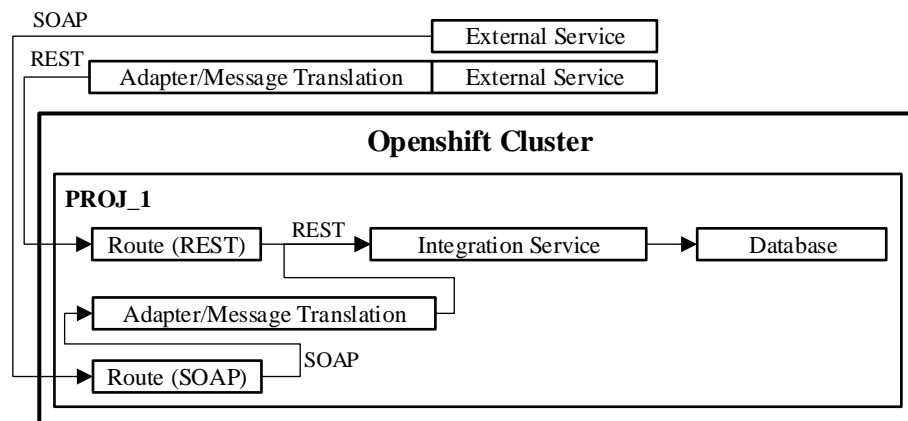 SOAP
External Service
REST
Adapter/Message Translation
External Service
Openshift Cluster
PROJ_1
Route (REST)
REST
Integration Service
Database
Adapter/Message Translation
SOAP
Route (SOAP)